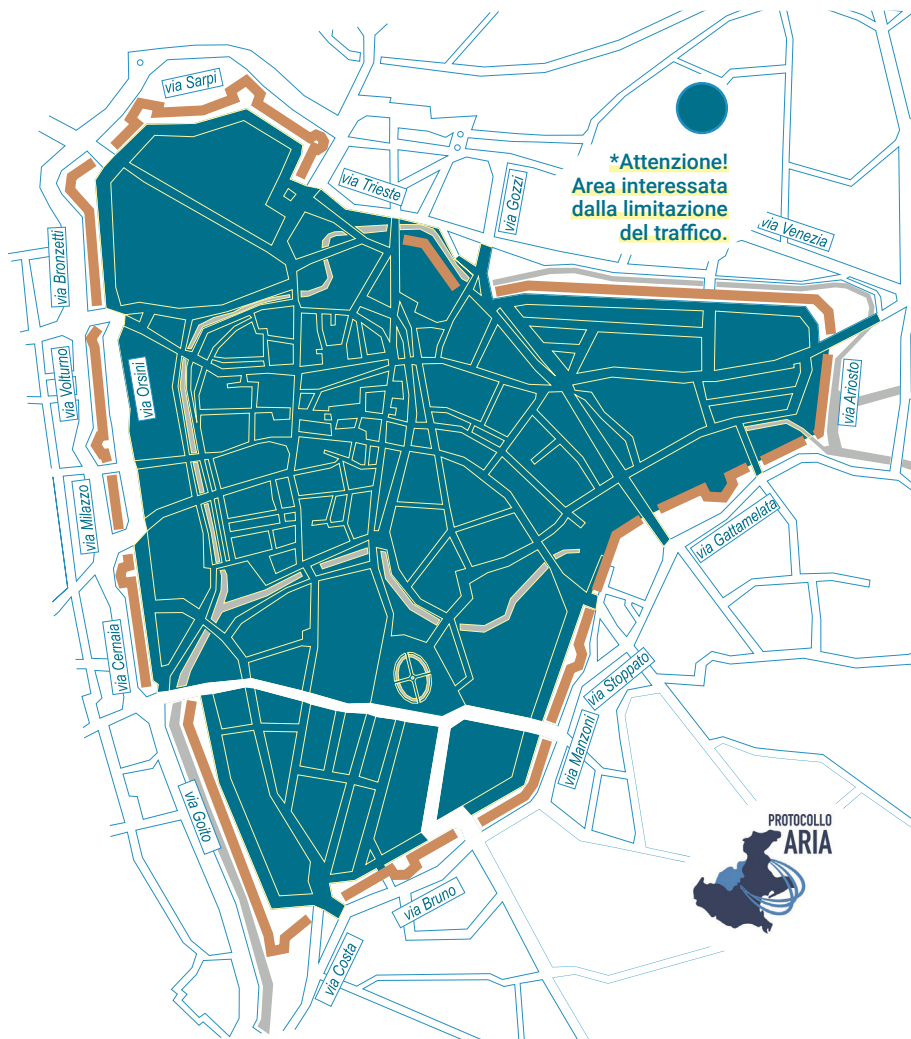 via Sarpi
via Trieste
via Gozzi
*Attenzione!
Area interessata
dalla limitazione
del traffico.
via Venezia
via Bronzetti
via Volturno
via Orsini
via Ariosto
via Milazzo
via Gattamelata
via Cernaia
via Stoppato
via Manzoni
via Goito
via Bruno
via Costa
PROTOCOLLO
ARIA